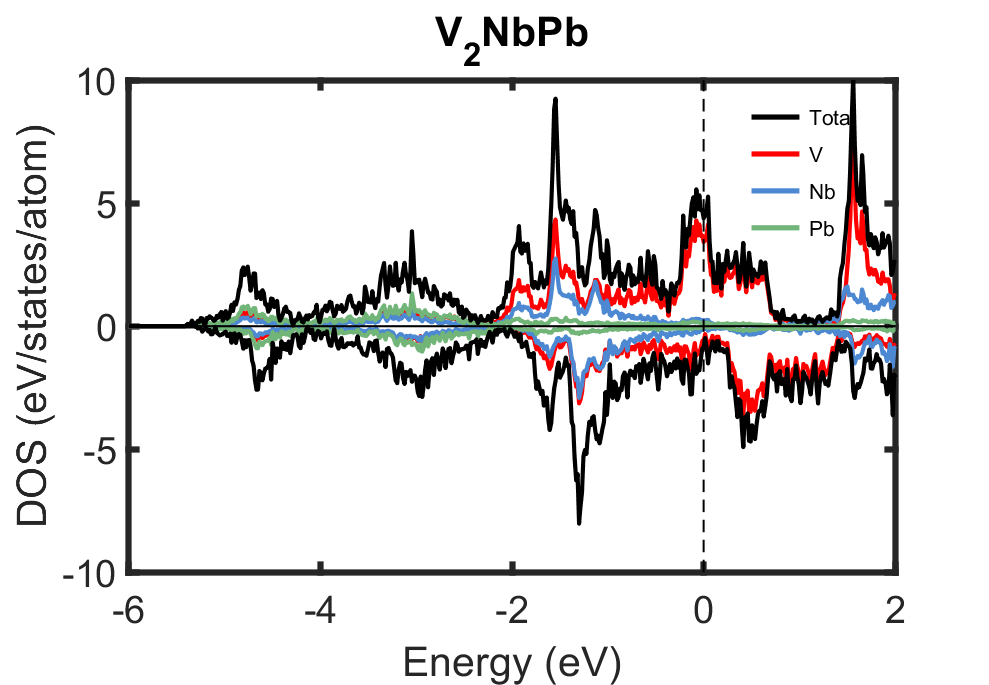 V2NbPb
10
5
0
-5
-10
DOS (eV/states/atom)
Total
V
Nb
Pb
-6 -4 -2 0 2
Energy (eV)